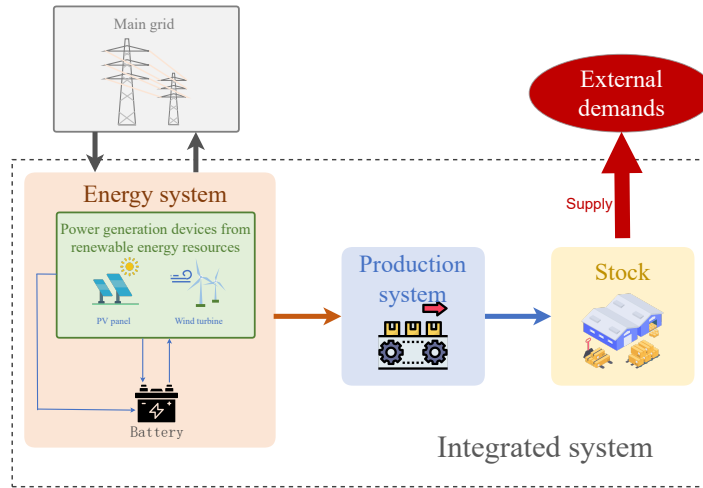 Main grid
External
demands
Supply
Energy system
Power generation devices from
renewable energy resources
PV panel
Wind turbine
Battery
Production
system
Stock
Integrated system